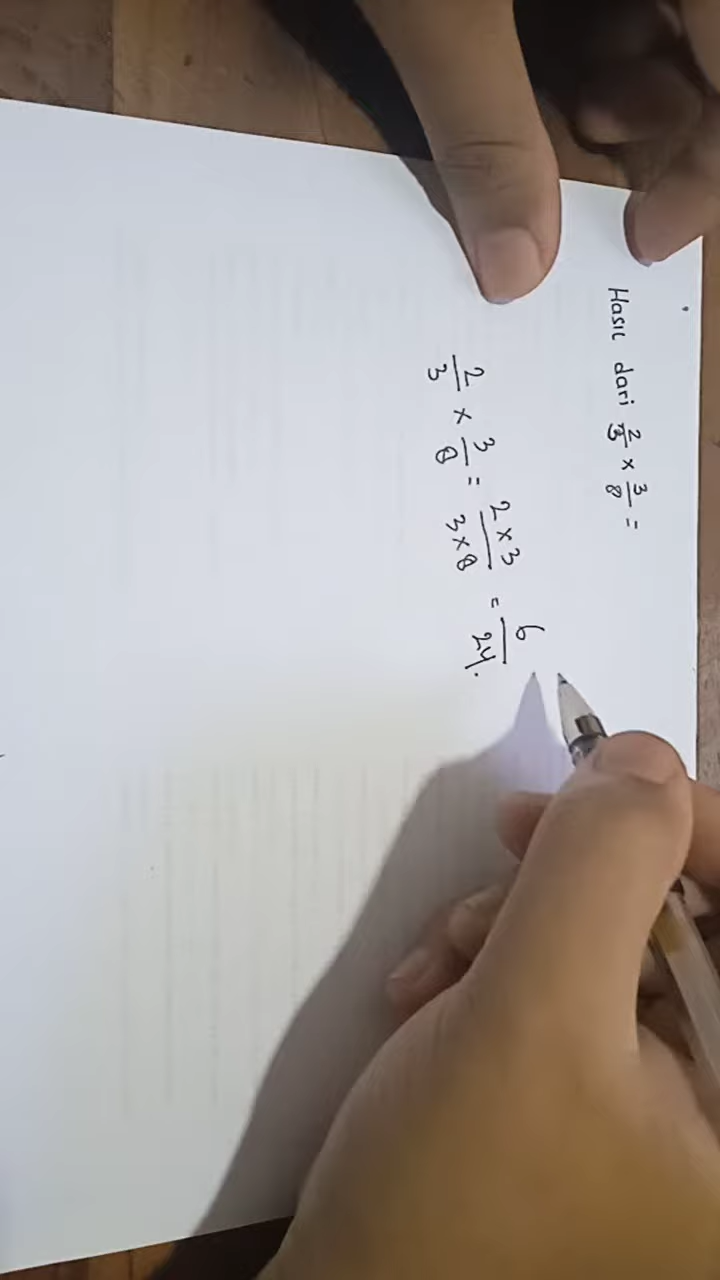 Hasil dari 2/3 × 3/8 =
2/3 × 3/8 = 2 × 3/3 × 8 = 6/24.